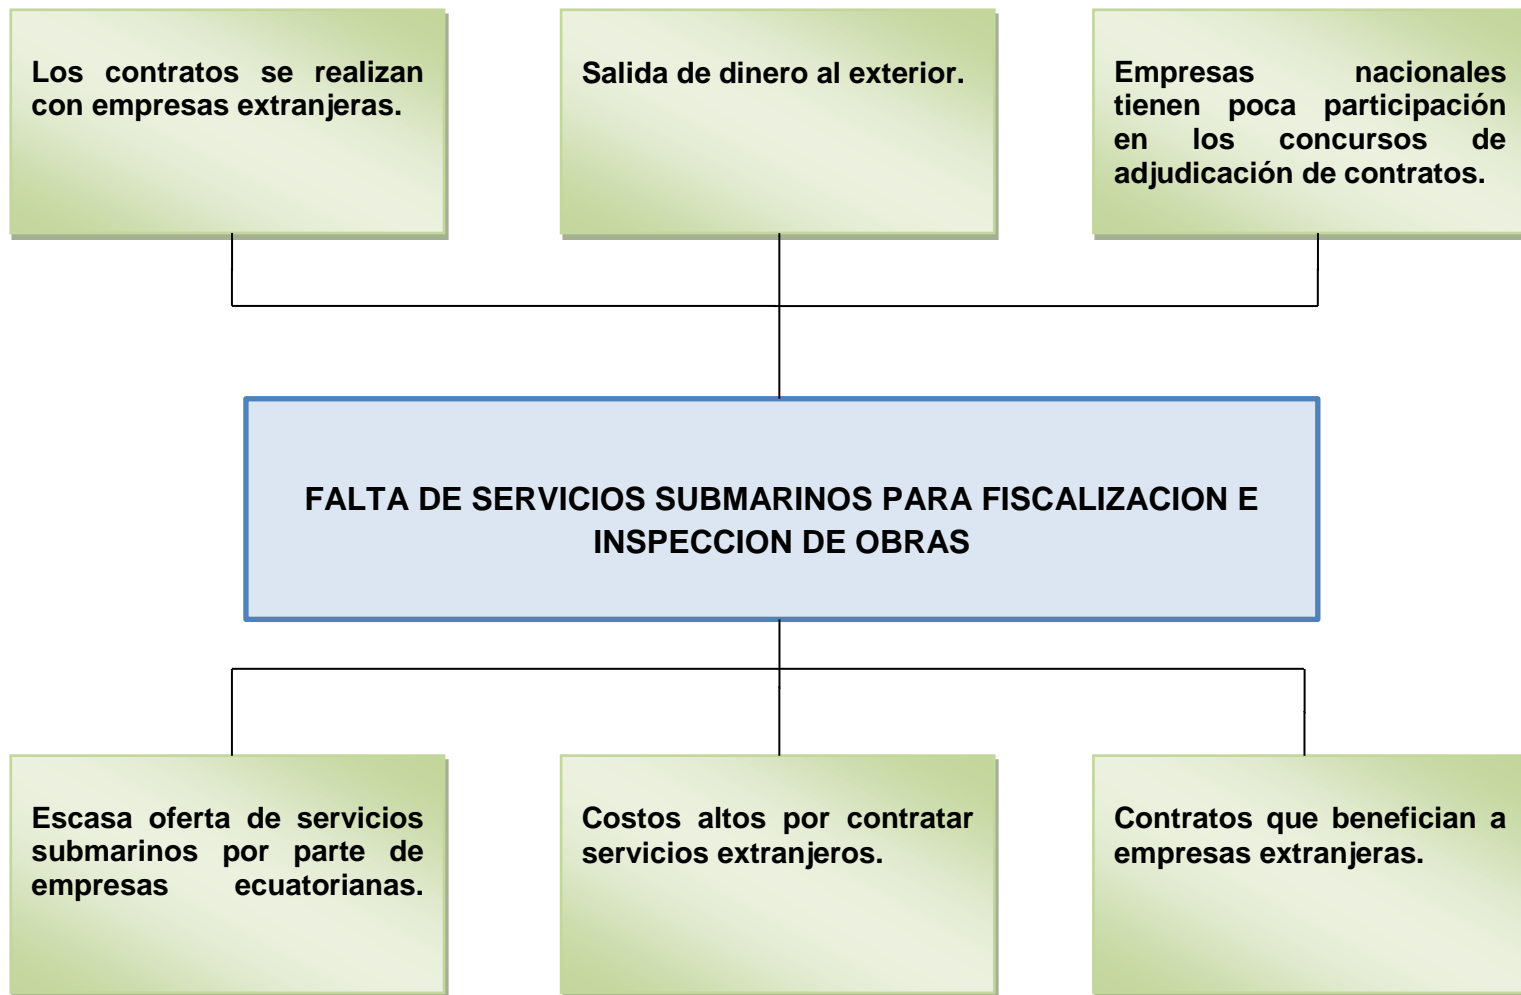 Los contratos se realizan
con empresas extranjeras.
Salida de dinero al exterior.
Empresas nacionales
tienen poca participación
en los concursos de
adjudicación de contratos.
FALTA DE SERVICIOS SUBMARINOS PARA FISCALIZACION E
INSPECCION DE OBRAS
Escasa oferta de servicios
submarinos por parte de
empresas ecuatorianas.
Costos altos por contratar
servicios extranjeros.
Contratos que benefician a
empresas extranjeras.